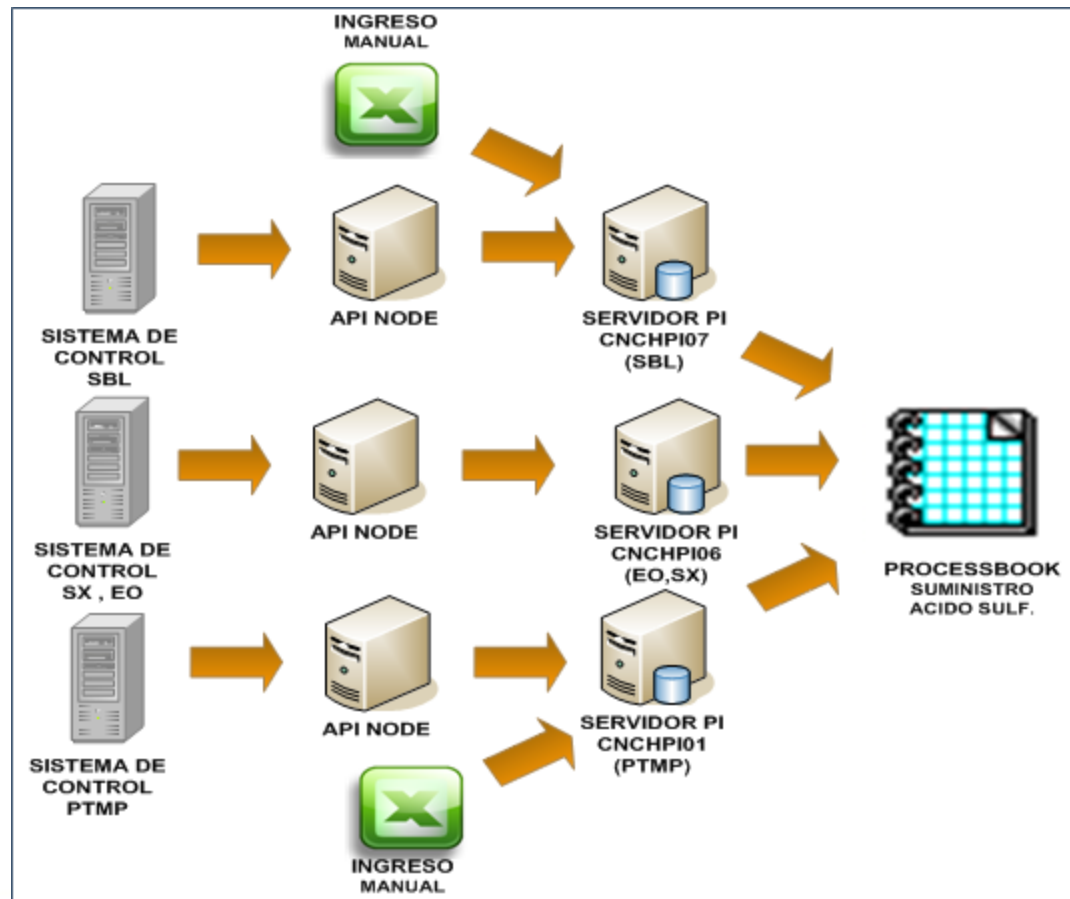 INGRESO
MANUAL
SISTEMA DE
CONTROL
SBL
API NODE
SERVIDOR PI
CNCHPI07
(SBL)
SISTEMA DE
CONTROL
SX , EO
API NODE
SERVIDOR PI
CNCHPI06
(EO,SX)
PROCESSBOOK
SUMINISTRO
ACIDO SULF.
SISTEMA DE
CONTROL
PTMP
API NODE
SERVIDOR PI
CNCHPI01
(PTMP)
INGRESO
MANUAL